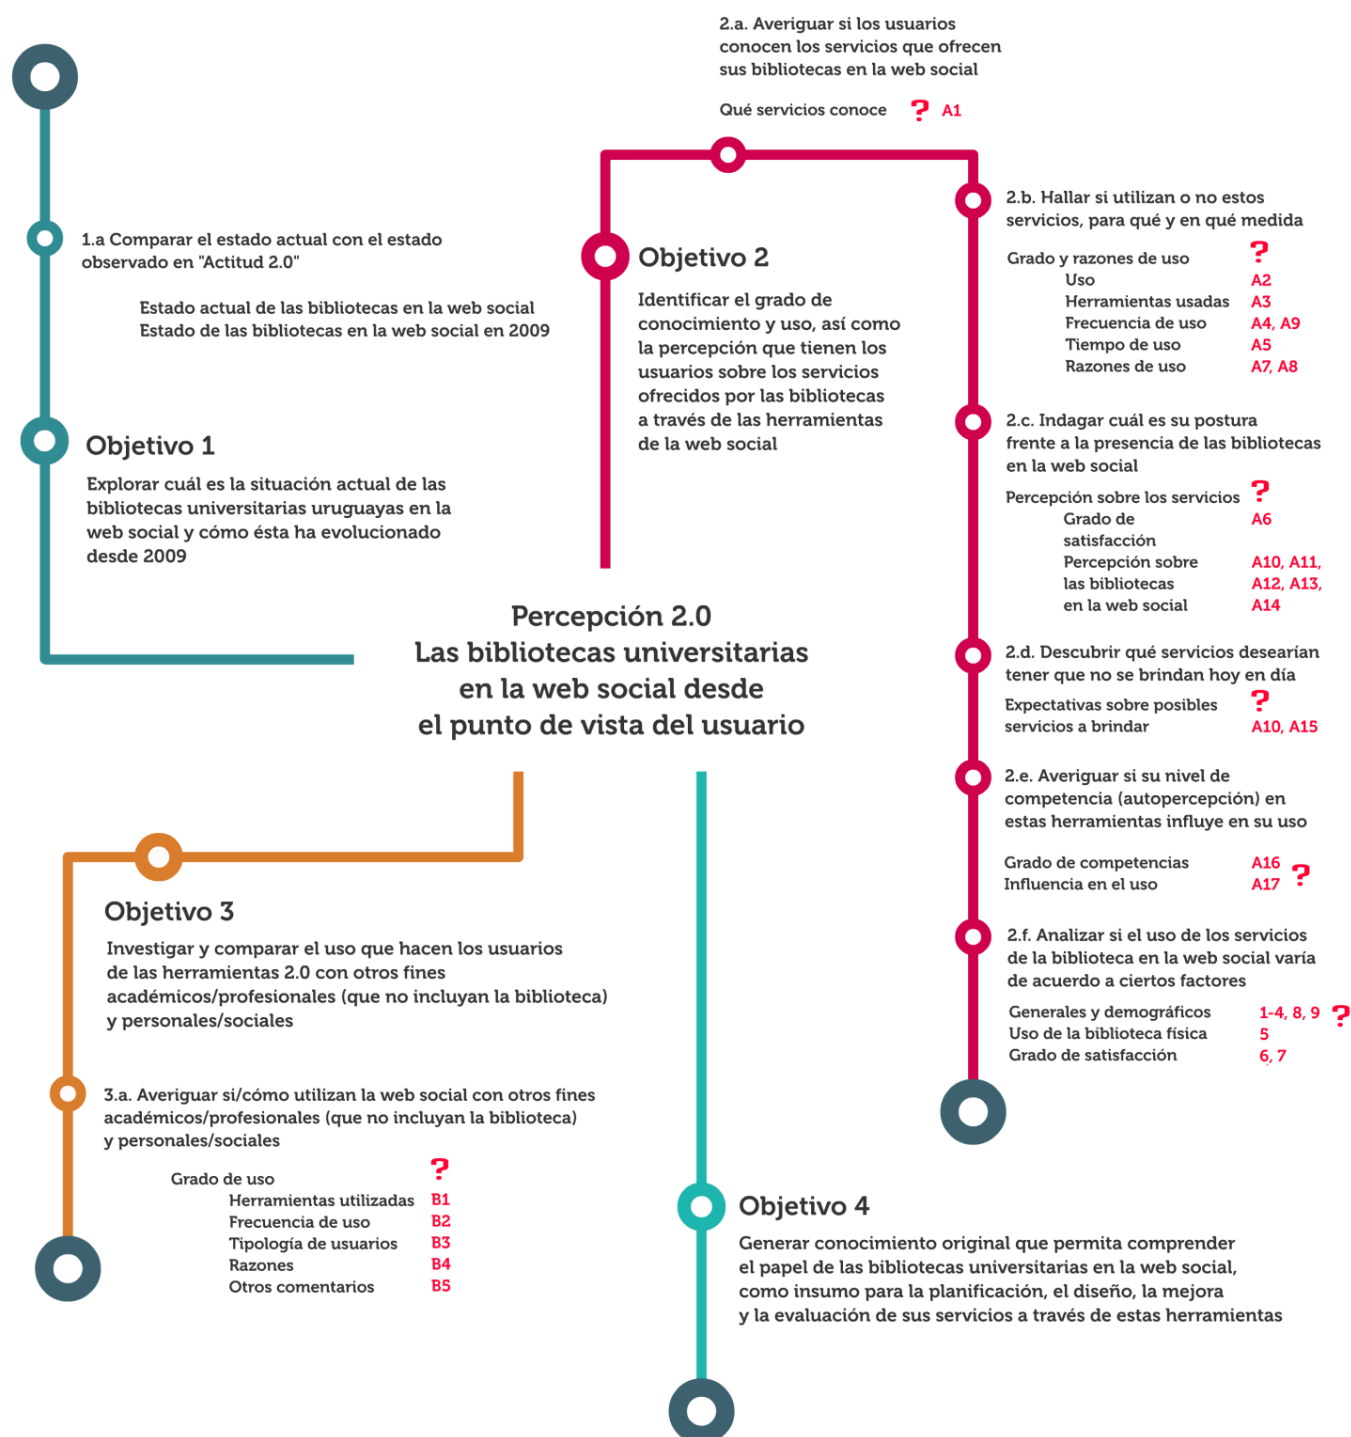 Percepción 2.0
Las bibliotecas universitarias
en la web social desde
el punto de vista del usuario
Objetivo 1
Explorar cuál es la situación actual de las
bibliotecas universitarias uruguayas en la
web social y cómo ésta ha evolucionado
desde 2009
1.a Comparar el estado actual con el estado
observado en "Actitud 2.0"
Estado actual de las bibliotecas en la web social
Estado de las bibliotecas en la web social en 2009
Objetivo 2
Identificar el grado de
conocimiento y uso, así como
la percepción que tienen los
usuarios sobre los servicios
ofrecidos por las bibliotecas
a través de las herramientas
de la web social
2.a. Averiguar si los usuarios
conocen los servicios que ofrecen
sus bibliotecas en la web social
Qué servicios conoce ? A1
2.b. Hallar si utilizan o no estos
servicios, para qué y en qué medida
Grado y razones de uso ?
Uso A2
Herramientas usadas A3
Frecuencia de uso A4, A9
Tiempo de uso A5
Razones de uso A7, A8
2.c. Indagar cuál es su postura
frente a la presencia de las bibliotecas
en la web social
Percepción sobre los servicios ?
Grado de A6
satisfacción
Percepción sobre A10, A11,
las bibliotecas A12, A13,
en la web social A14
2.d. Descubrir qué servicios desearían
tener que no se brindan hoy en día
Expectativas sobre posibles ?
servicios a brindar A10, A15
2.e. Averiguar si su nivel de
competencia (autopercepción) en
estas herramientas influye en su uso
Grado de competencias A16
Influencia en el uso A17 ?
2.f. Analizar si el uso de los servicios
de la biblioteca en la web social varía
de acuerdo a ciertos factores
Generales y demográficos 1-4, 8, 9 ?
Uso de la biblioteca física 5
Grado de satisfacción 6, 7
Objetivo 3
Investigar y comparar el uso que hacen los usuarios
de las herramientas 2.0 con otros fines
académicos/profesionales (que no incluyan la biblioteca)
y personales/sociales
3.a. Averiguar si/cómo utilizan la web social con otros fines
académicos/profesionales (que no incluyan la biblioteca)
y personales/sociales
Grado de uso ?
Herramientas utilizadas B1
Frecuencia de uso B2
Tipología de usuarios B3
Razones B4
Otros comentarios B5
Objetivo 4
Generar conocimiento original que permita comprender
el papel de las bibliotecas universitarias en la web social,
como insumo para la planificación, el diseño, la mejora
y la evaluación de sus servicios a través de estas herramientas